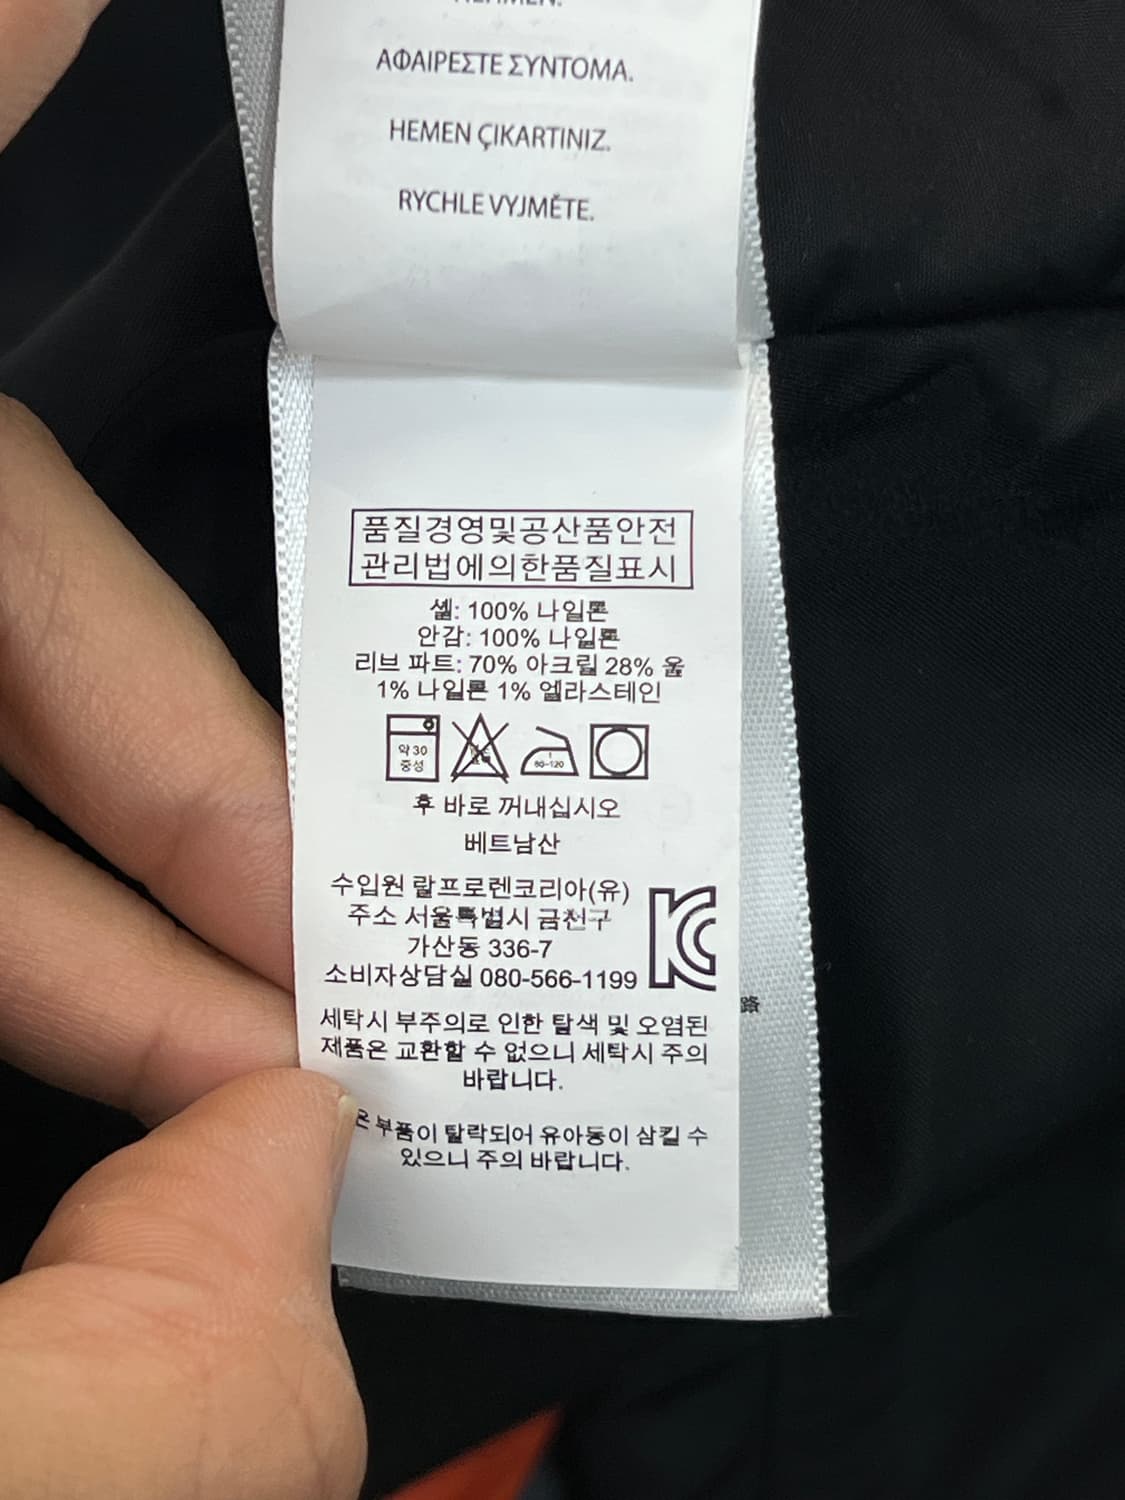 ΑΦΑΙΡΕΣΤΕ ΣΥΝΤΟΜΑ.
HEMEN ÇIKARTINIZ.
RYCHLE VYJMĚTE.
품질경영및공산품안전
관리법에의한품질표시
셸: 100% 나일론
안감: 100% 나일론
리브 파트: 70% 아크릴 28% 울
1% 나일론 1% 엘라스테인
약 30
중성
80~120
후 바로 꺼내십시오
베트남산
수입원 랄프로렌코리아(유)
주소 서울특별시 금천구
가산동 336-7
소비자상담실 080-566-1199
세탁시 부주의로 인한 탈색 및 오염된
제품은 교환할 수 없으니 세탁시 주의
바랍니다.
부품이 탈락되어 유아동이 삼킬 수
있으니 주의 바랍니다.
路